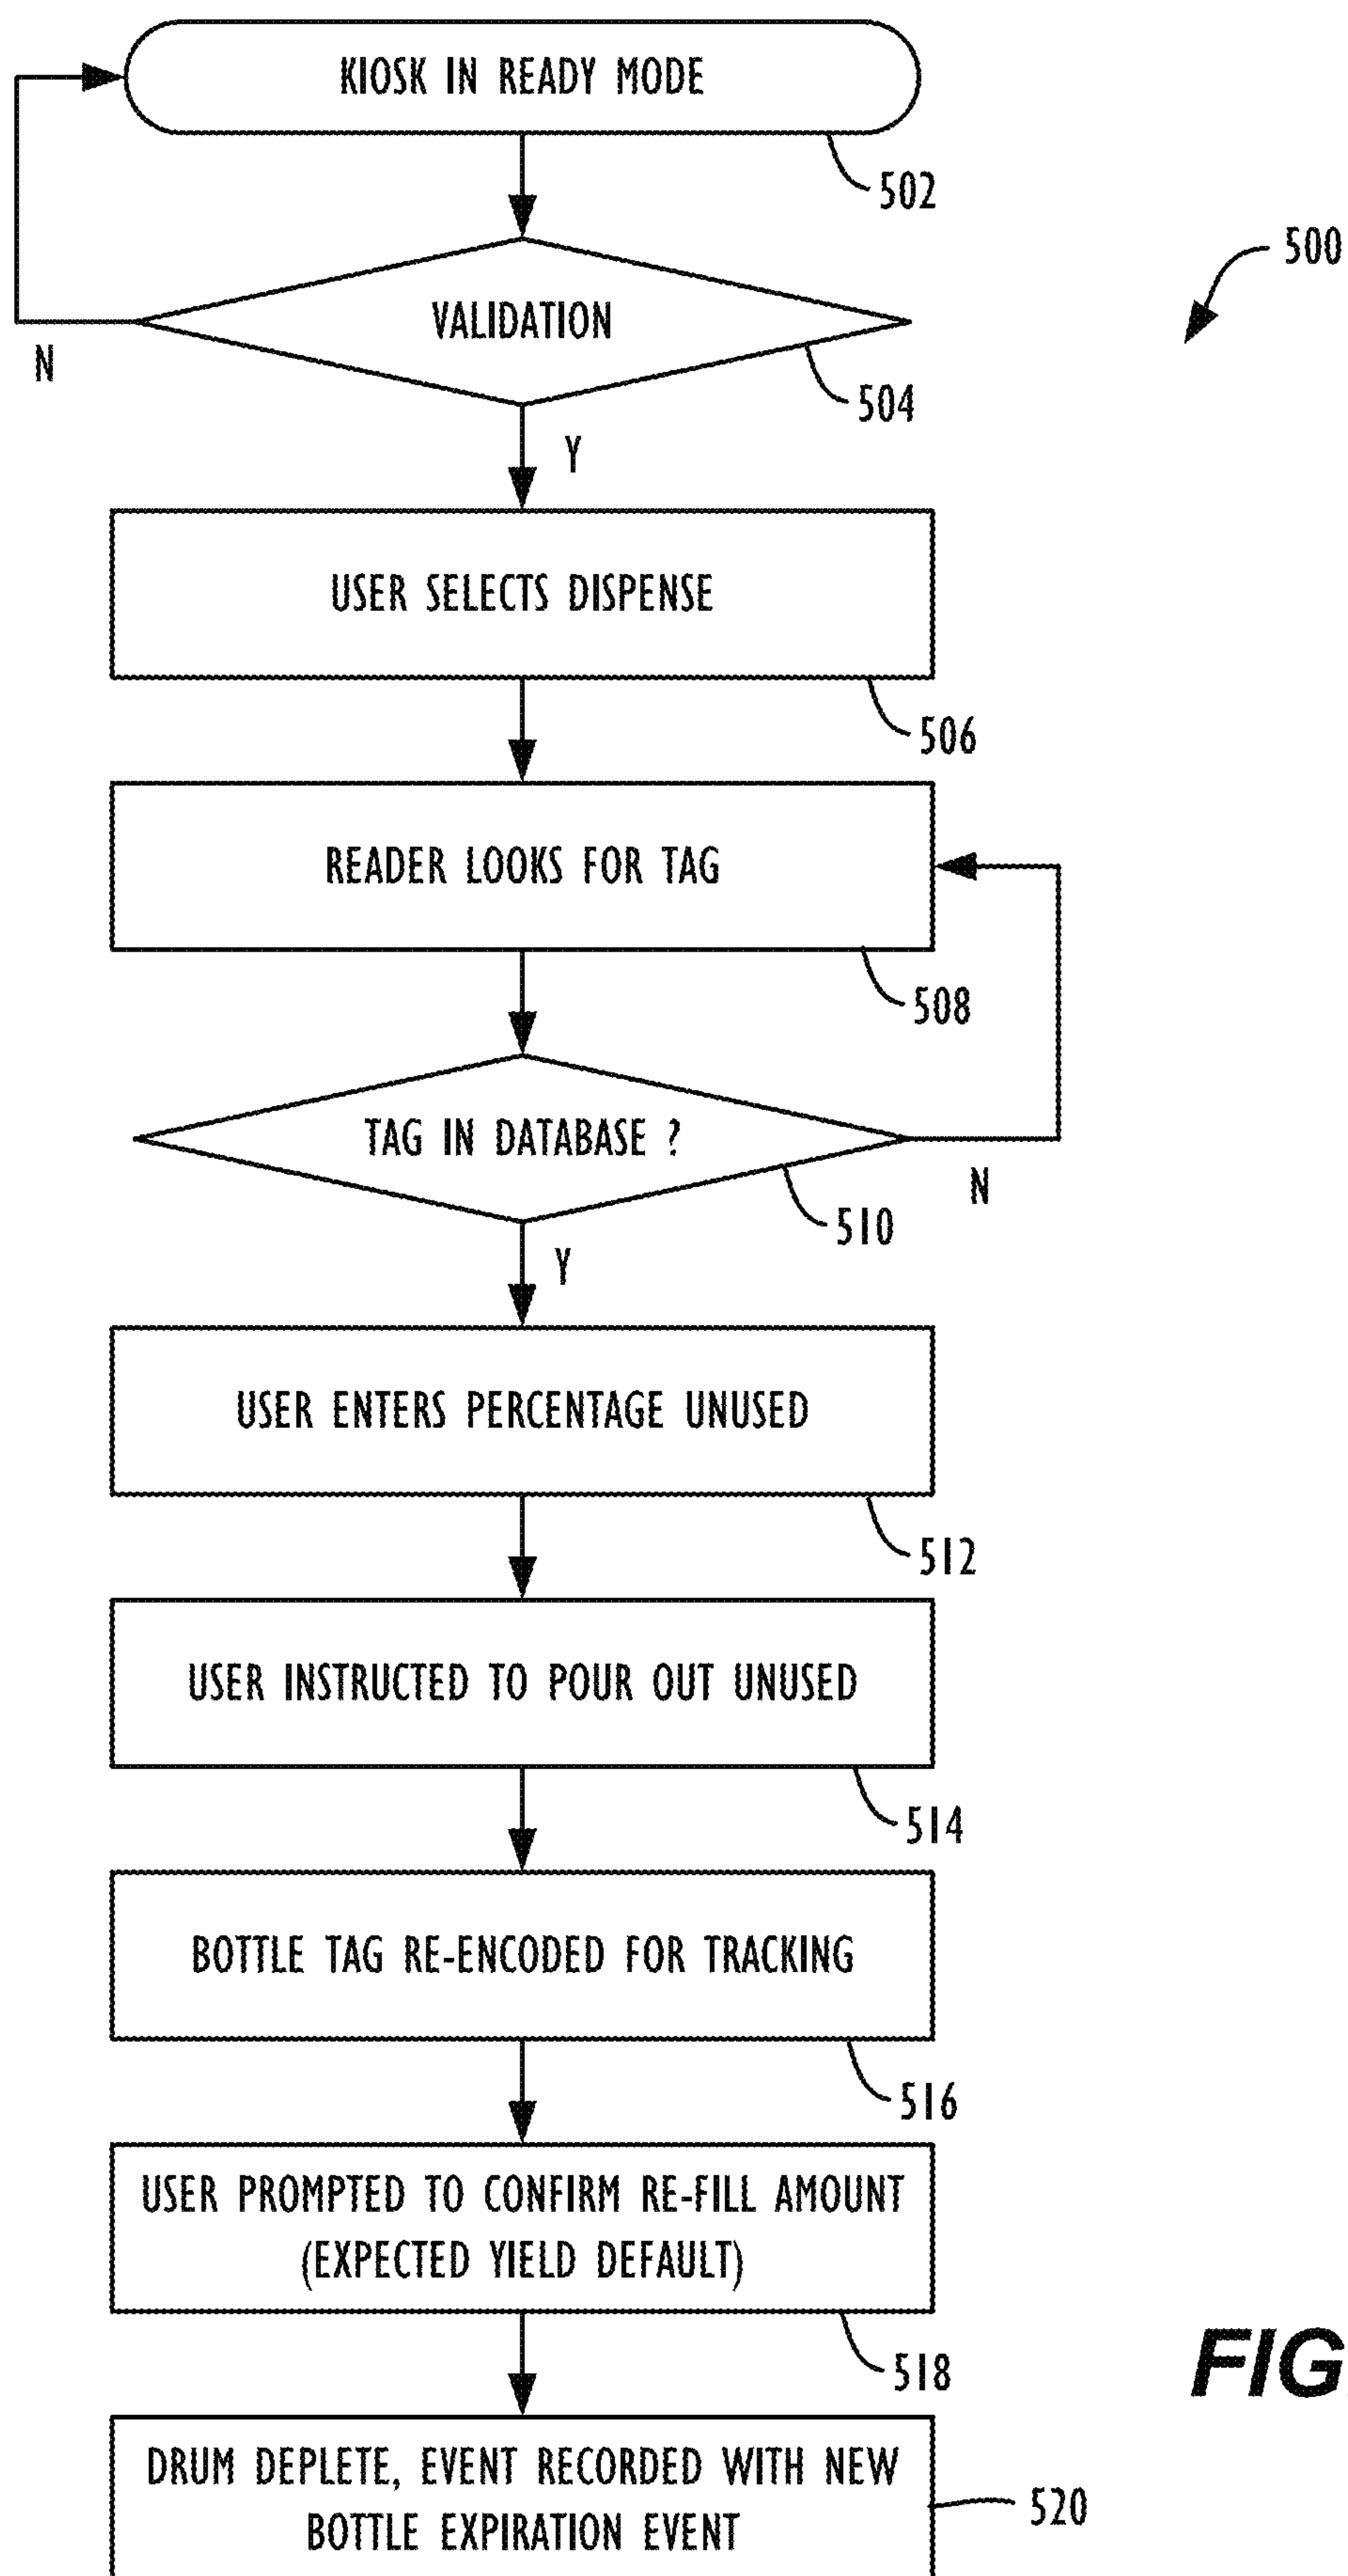 KIOSK IN READY MODE
502
500
VALIDATION
N
504
Y
USER SELECTS DISPENSE
506
READER LOOKS FOR TAG
508
TAG IN DATABASE ?
N
510
Y
USER ENTERS PERCENTAGE UNUSED
512
USER INSTRUCTED TO POUR OUT UNUSED
514
BOTTLE TAG RE-ENCODED FOR TRACKING
516
USER PROMPTED TO CONFIRM RE-FILL AMOUNT
(EXPECTED YIELD DEFAULT)
518
FIG
DRUM DEPLETE, EVENT RECORDED WITH NEW
BOTTLE EXPIRATION EVENT
520